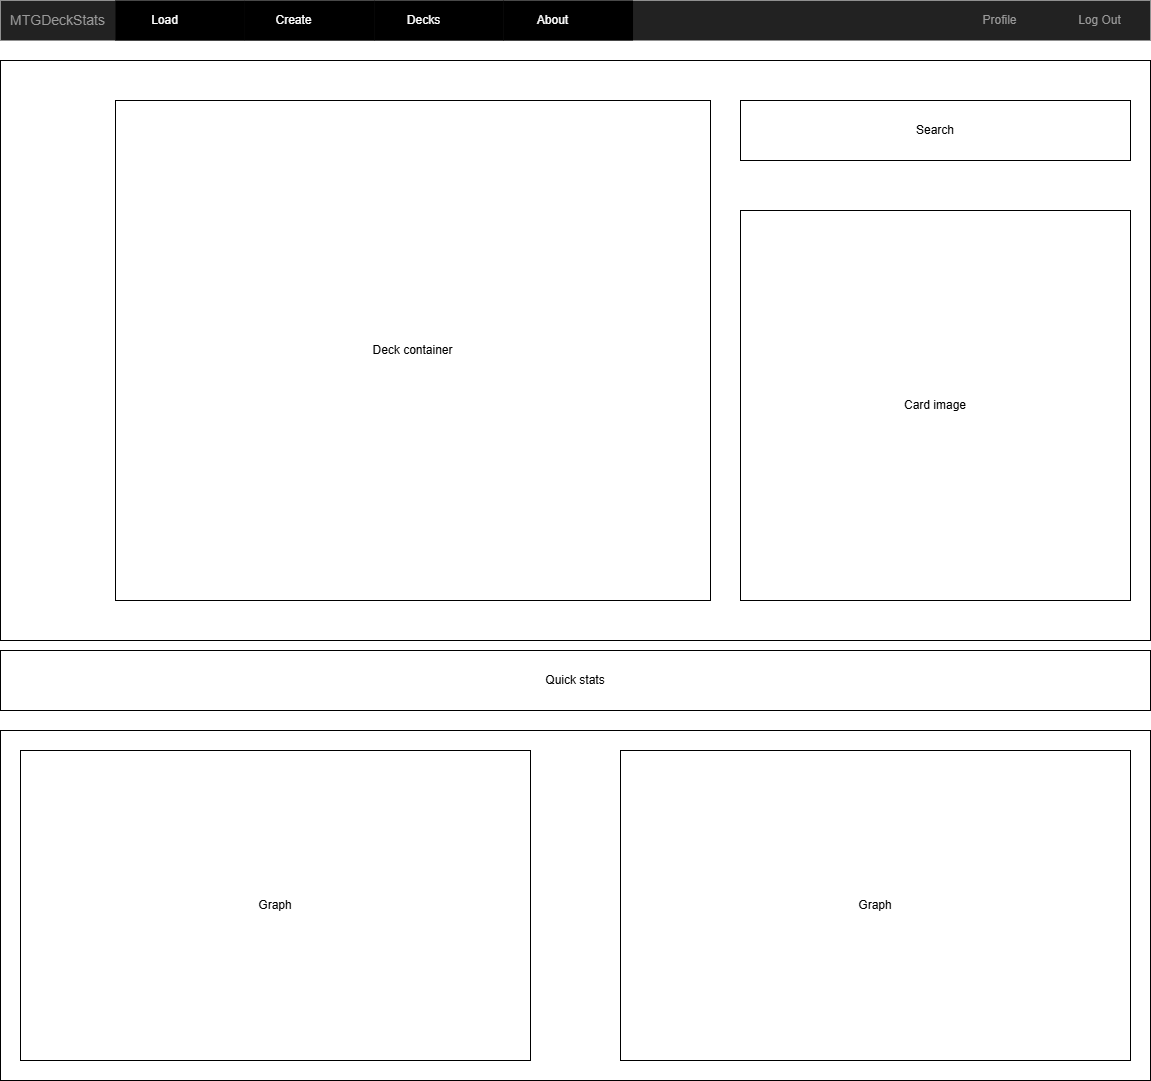 MTGDeckStats
Load
Create
Decks
About
Profile
Log Out
Search
Deck container
Card image
Quick stats
Graph
Graph